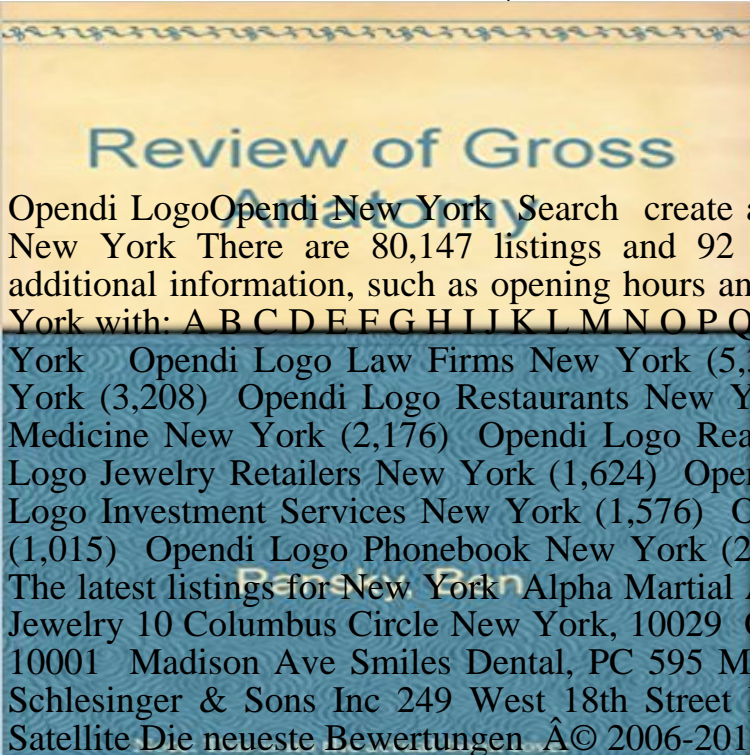 Review of Gross
Anatomy
Opendi LogoOpendi New York Search create
New York There are 80,147 listings and 92
additional information, such as opening hours
York with: A B C D E F G H I J K L M N O P Q
York Opendi Logo Law Firms New York (5,
York (3,208) Opendi Logo Restaurants New
Medicine New York (2,176) Opendi Logo
Logo Jewelry Retailers New York (1,624)
Logo Investment Services New York (1,576)
(1,015) Opendi Logo Phonebook New York (2
The latest listings for New York Alpha Martial
Pansky, Ben
Jewelry 10 Columbus Circle New York, 10029
10001 Madison Ave Smiles Dental, PC 595
Schlesinger & Sons Inc 249 West 18th Street
Satellite Die neueste Bewertungen Â© 2006-201